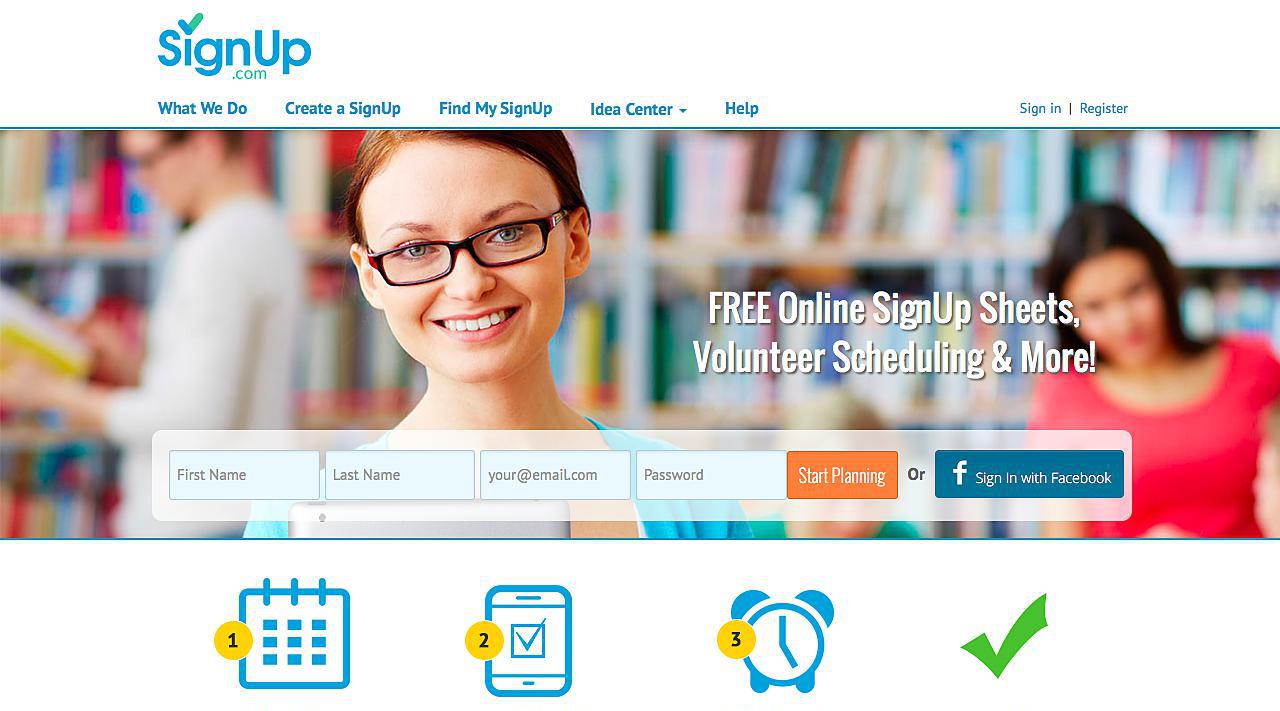 SignUp
.com
What We Do Create a SignUp Find My SignUp Idea Center Help Sign in | Register
FREE Online SignUp Sheets,
Volunteer Scheduling & More!
First Name Last Name your@email.com Password Start Planning Or f Sign In with Facebook
1 2 3